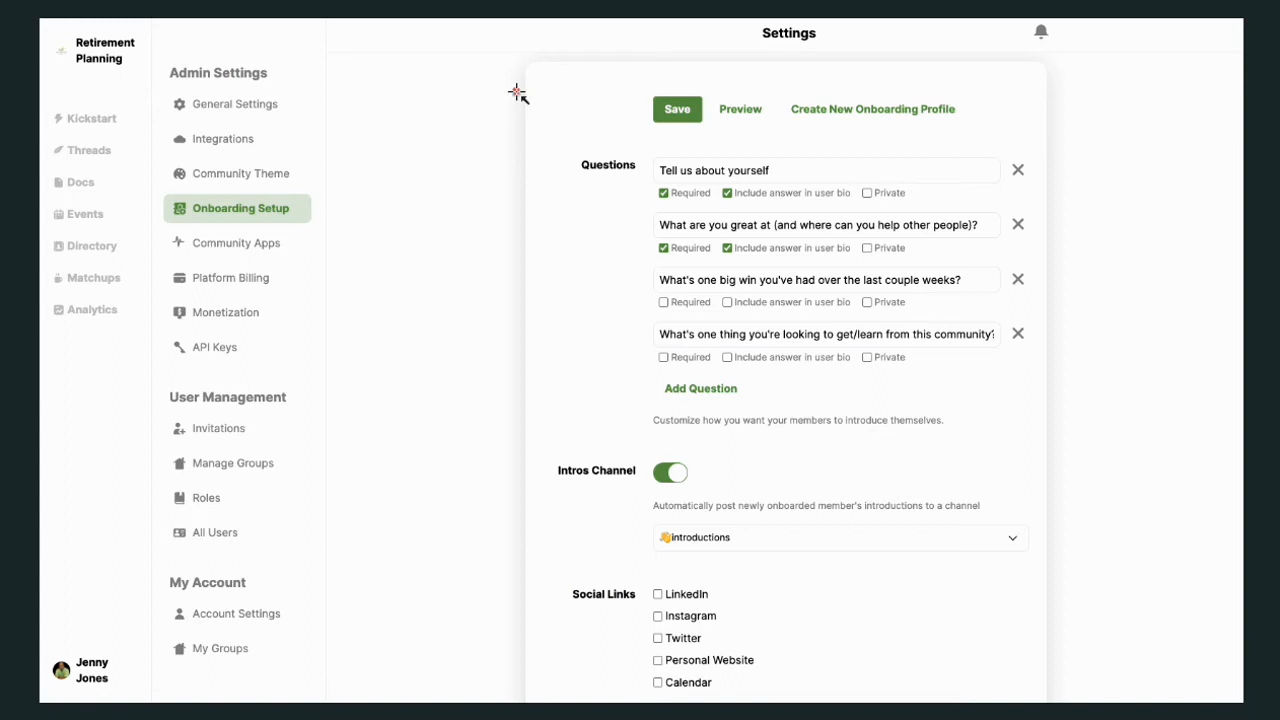 Retirement
Planning
Kickstart
Threads
Docs
Events
Directory
Matchups
Analytics
Jenny
Jones
Admin Settings
General Settings
Integrations
Community Theme
Onboarding Setup
Community Apps
Platform Billing
Monetization
API Keys
User Management
Invitations
Manage Groups
Roles
All Users
My Account
Account Settings
My Groups
Settings
Save Preview Create New Onboarding Profile
Questions
Tell us about yourself
Required Include answer in user bio Private
What are you great at (and where can you help other people)?
Required Include answer in user bio Private
What's one big win you've had over the last couple weeks?
Required Include answer in user bio Private
What's one thing you're looking to get/learn from this community?
Required Include answer in user bio Private
Add Question
Customize how you want your members to introduce themselves.
Intros Channel
Automatically post newly onboarded member's introductions to a channel
👋introductions
Social Links
LinkedIn
Instagram
Twitter
Personal Website
Calendar